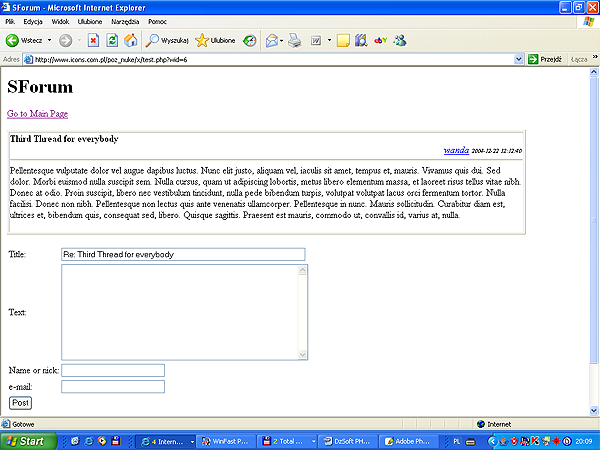 SForum - Microsoft Internet Explorer
Plik Edycja Widok Ulubione Narzędzia Pomoc
Wstecz Wyszukaj Ulubione
Adres http://www.icons.com.pl/poz_nuke/x/test.php?wid=6 Przejdź Łącza »
SForum
Go to Main Page
Third Thread for everybody
wanda 2004-12-22 12:12:40
Pellentesque vulputate dolor vel augue dapibus luctus. Nunc elit justo, aliquam vel, iaculis sit amet, tempus et, mauris. Vivamus quis dui. Sed
dolor. Morbi euismod nulla suscipit sem. Nulla cursus, quam ut adipiscing lobortis, metus libero elementum massa, et laoreet risus tellus vitae nibh.
Donec at odio. Proin suscipit, libero nec vestibulum tincidunt, nulla pede bibendum turpis, volutpat volutpat lacus orci fermentum tortor. Nulla
facilisi. Donec non nibh. Pellentesque non lectus quis ante venenatis ullamcorper. Pellentesque in nunc. Mauris sollicitudin. Curabitur diam est,
ultrices et, bibendum quis, consequat sed, libero. Quisque sagittis. Praesent est mauris, commodo ut, convallis id, varius at, nulla.
Title: Re: Third Thread for everybody
Text:
Name or nick:
e-mail:
Post
Gotowe Internet
Start 4 Intern... WinFast P... 2 Total ... DzSoft PH... Adobe Ph... PL 20:09